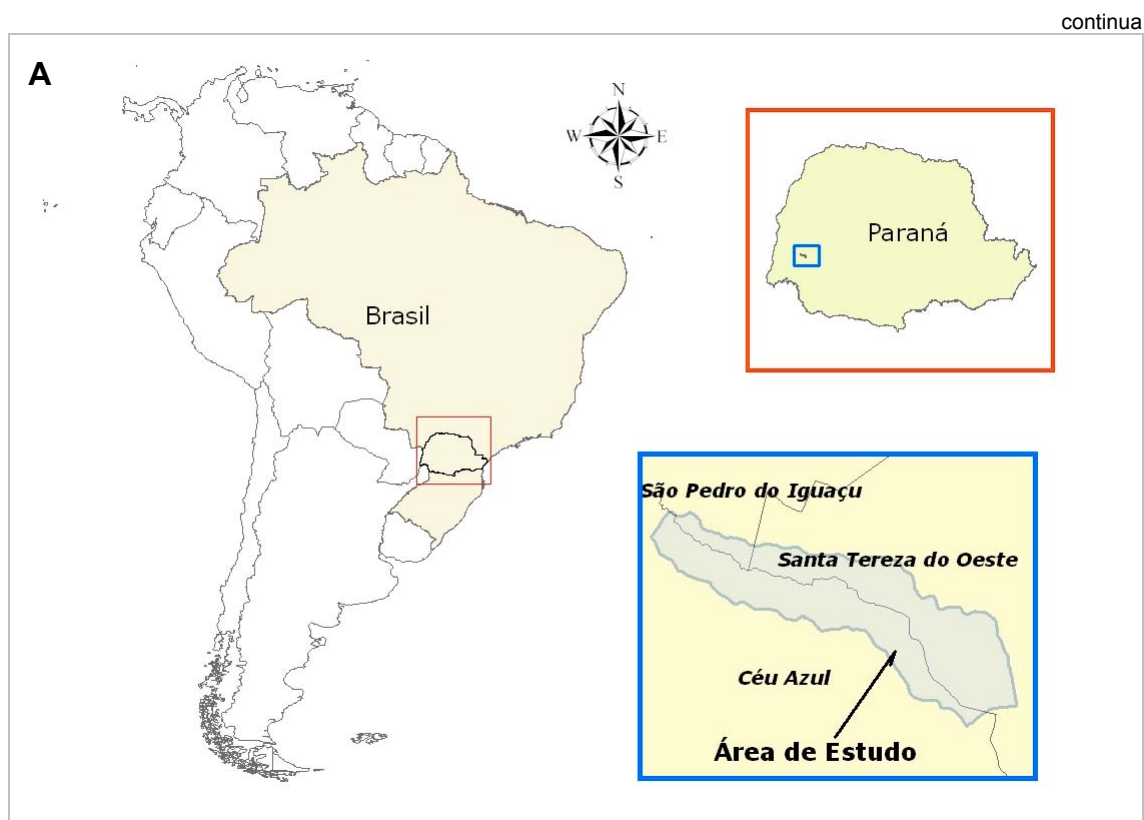 continua
A
N
W
E
S
Brasil
Paraná
São Pedro do Iguaçu
Santa Tereza do Oeste
Céu Azul
Área de Estudo